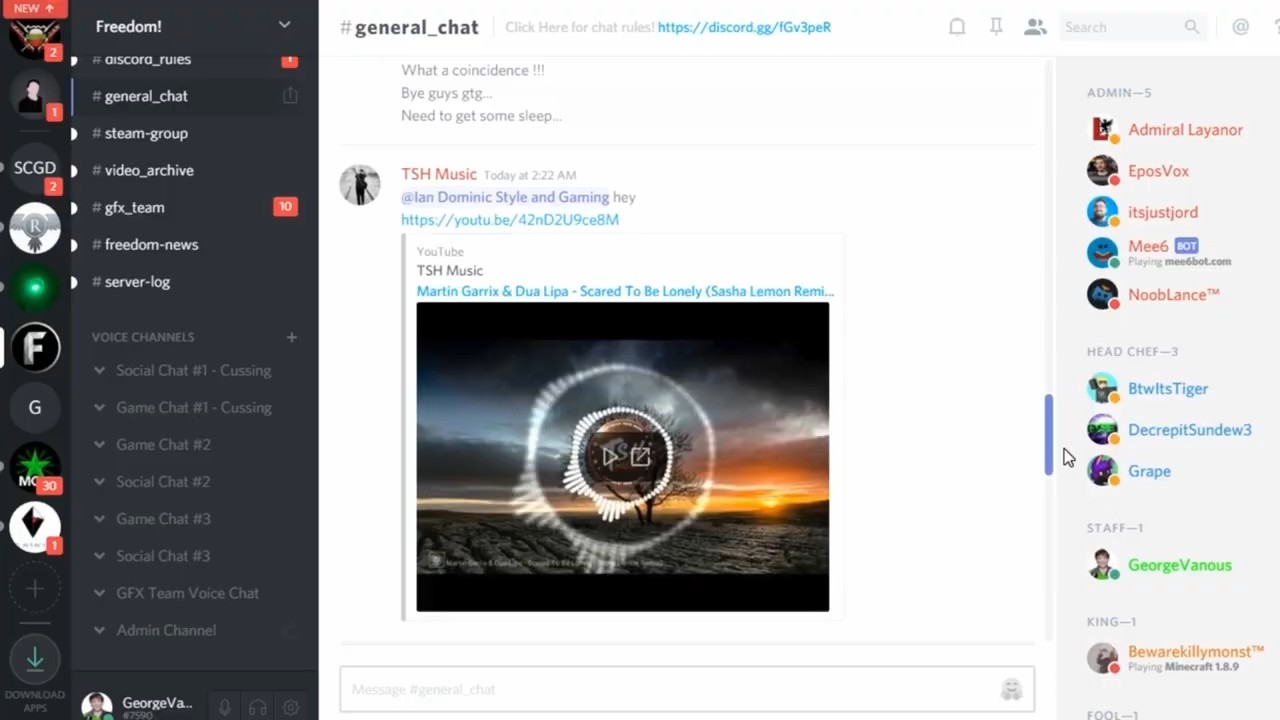 NEW ↑
2
1
SCGD
2
R
F
G
30
1
DOWNLOAD
APPS
Freedom!
# discord_rules
1
# general_chat
# steam-group
# video_archive
# gfx_team
10
# freedom-news
# server-log
VOICE CHANNELS
Social Chat #1 - Cussing
Game Chat #1 - Cussing
Game Chat #2
Social Chat #2
Game Chat #3
Social Chat #3
GFX Team Voice Chat
Admin Channel
GeorgeVa...
#7590
#general_chat
Click Here for chat rules! https://discord.gg/fGv3peR
Search
What a coincidence !!!
Bye guys gtg...
Need to get some sleep...
TSH Music Today at 2:22 AM
@Ian Dominic Style and Gaming hey
https://youtu.be/42nD2U9ce8M
YouTube
TSH Music
Martin Garrix & Dua Lipa - Scared To Be Lonely (Sasha Lemon Remi...
Message #general_chat
ADMIN—5
Admiral Layanor
EposVox
itsjustjord
Mee6 BOT
Playing mee6bot.com
NoobLance™
HEAD CHEF—3
BtwItsTiger
DecrepitSundew3
Grape
STAFF—1
GeorgeVanous
KING—1
Bewarekillymonst™
Playing Minecraft 1.8.9
FOOL—1